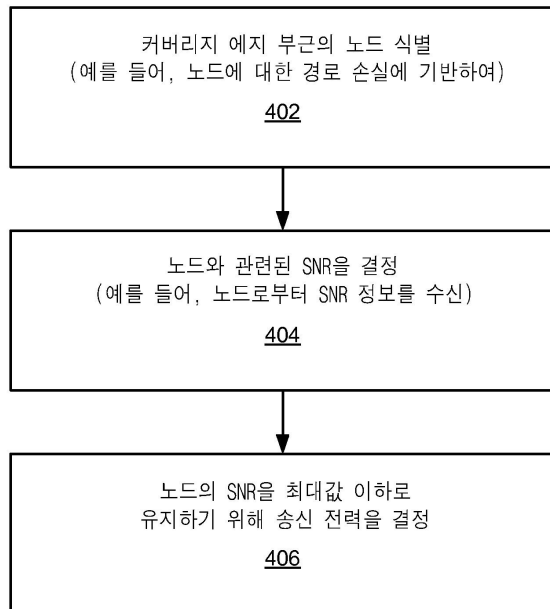 커버리지 에지 부근의 노드 식별
(예를 들어, 노드에 대한 경로 손실에 기반하여)
402
노드와 관련된 SNR을 결정
(예를 들어, 노드로부터 SNR 정보를 수신)
404
노드의 SNR을 최대값 이하로
유지하기 위해 송신 전력을 결정
406